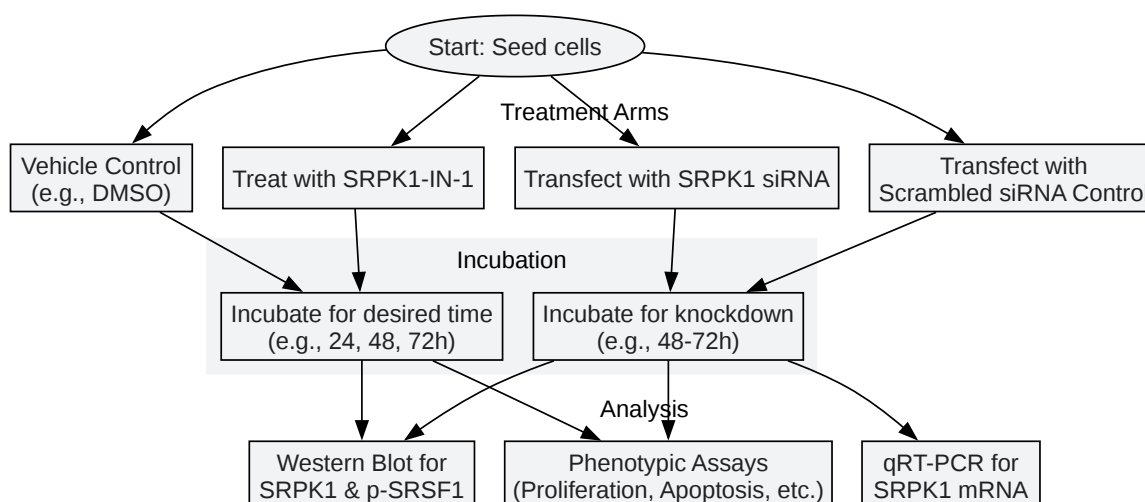 Start: Seed cells
Treatment Arms
Vehicle Control
(e.g., DMSO)
Treat with SRPK1-IN-1
Transfect with SRPK1 siRNA
Transfect with
Scrambled siRNA Control
Incubation
Incubate for desired time
(e.g., 24, 48, 72h)
Incubate for knockdown
(e.g., 48-72h)
Analysis
Western Blot for
SRPK1 & p-SRSF1
Phenotypic Assays
(Proliferation, Apoptosis, etc.)
qRT-PCR for
SRPK1 mRNA